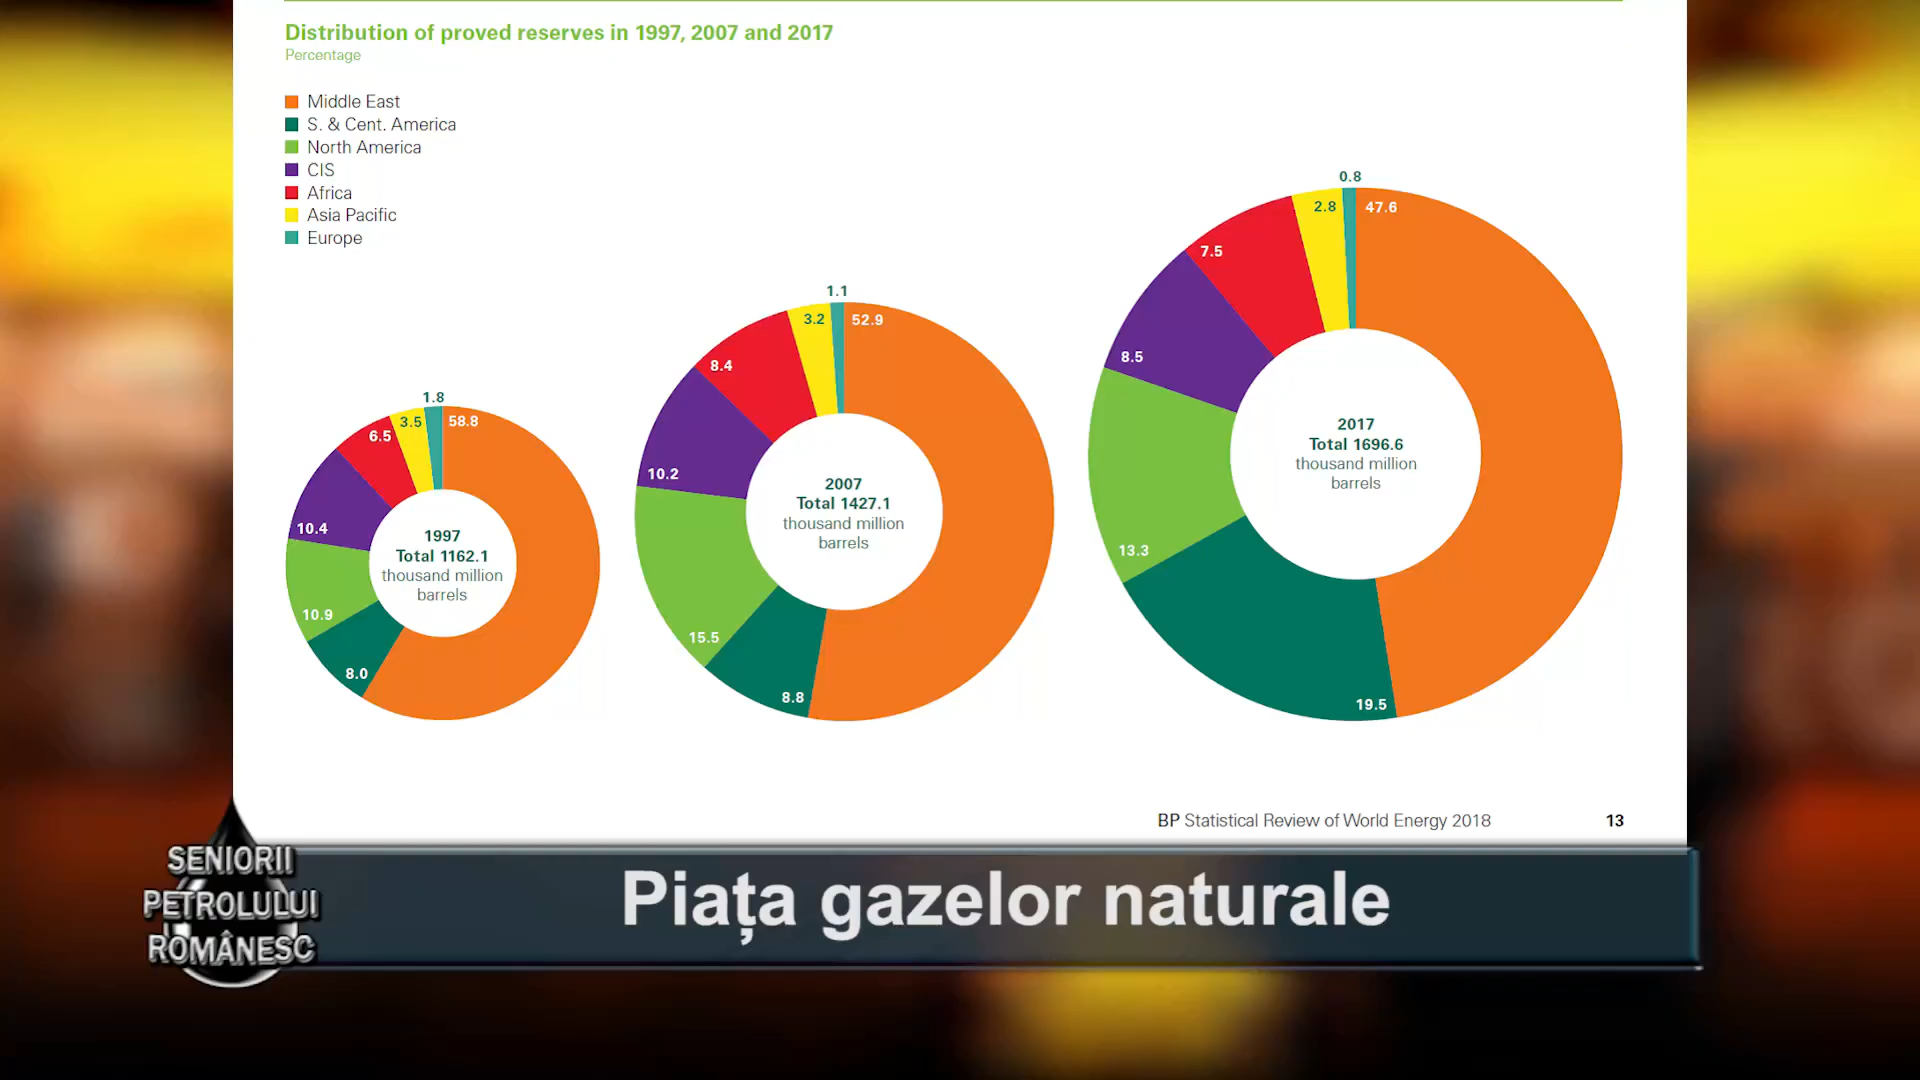 Distribution of proved reserves in 1997, 2007 and 2017
Percentage
Middle East
S. & Cent. America
North America
CIS
Africa
Asia Pacific
Europe
1.8
58.8
3.5
6.5
10.4
10.9
8.0
1997
Total 1162.1
thousand million
barrels
1.1
52.9
3.2
8.4
10.2
15.5
8.8
2007
Total 1427.1
thousand million
barrels
0.8
47.6
2.8
7.5
8.5
13.3
19.5
2017
Total 1696.6
thousand million
barrels
BP Statistical Review of World Energy 2018
13
SENIORII
PETROLULUI
ROMÂNESC
Piața gazelor naturale